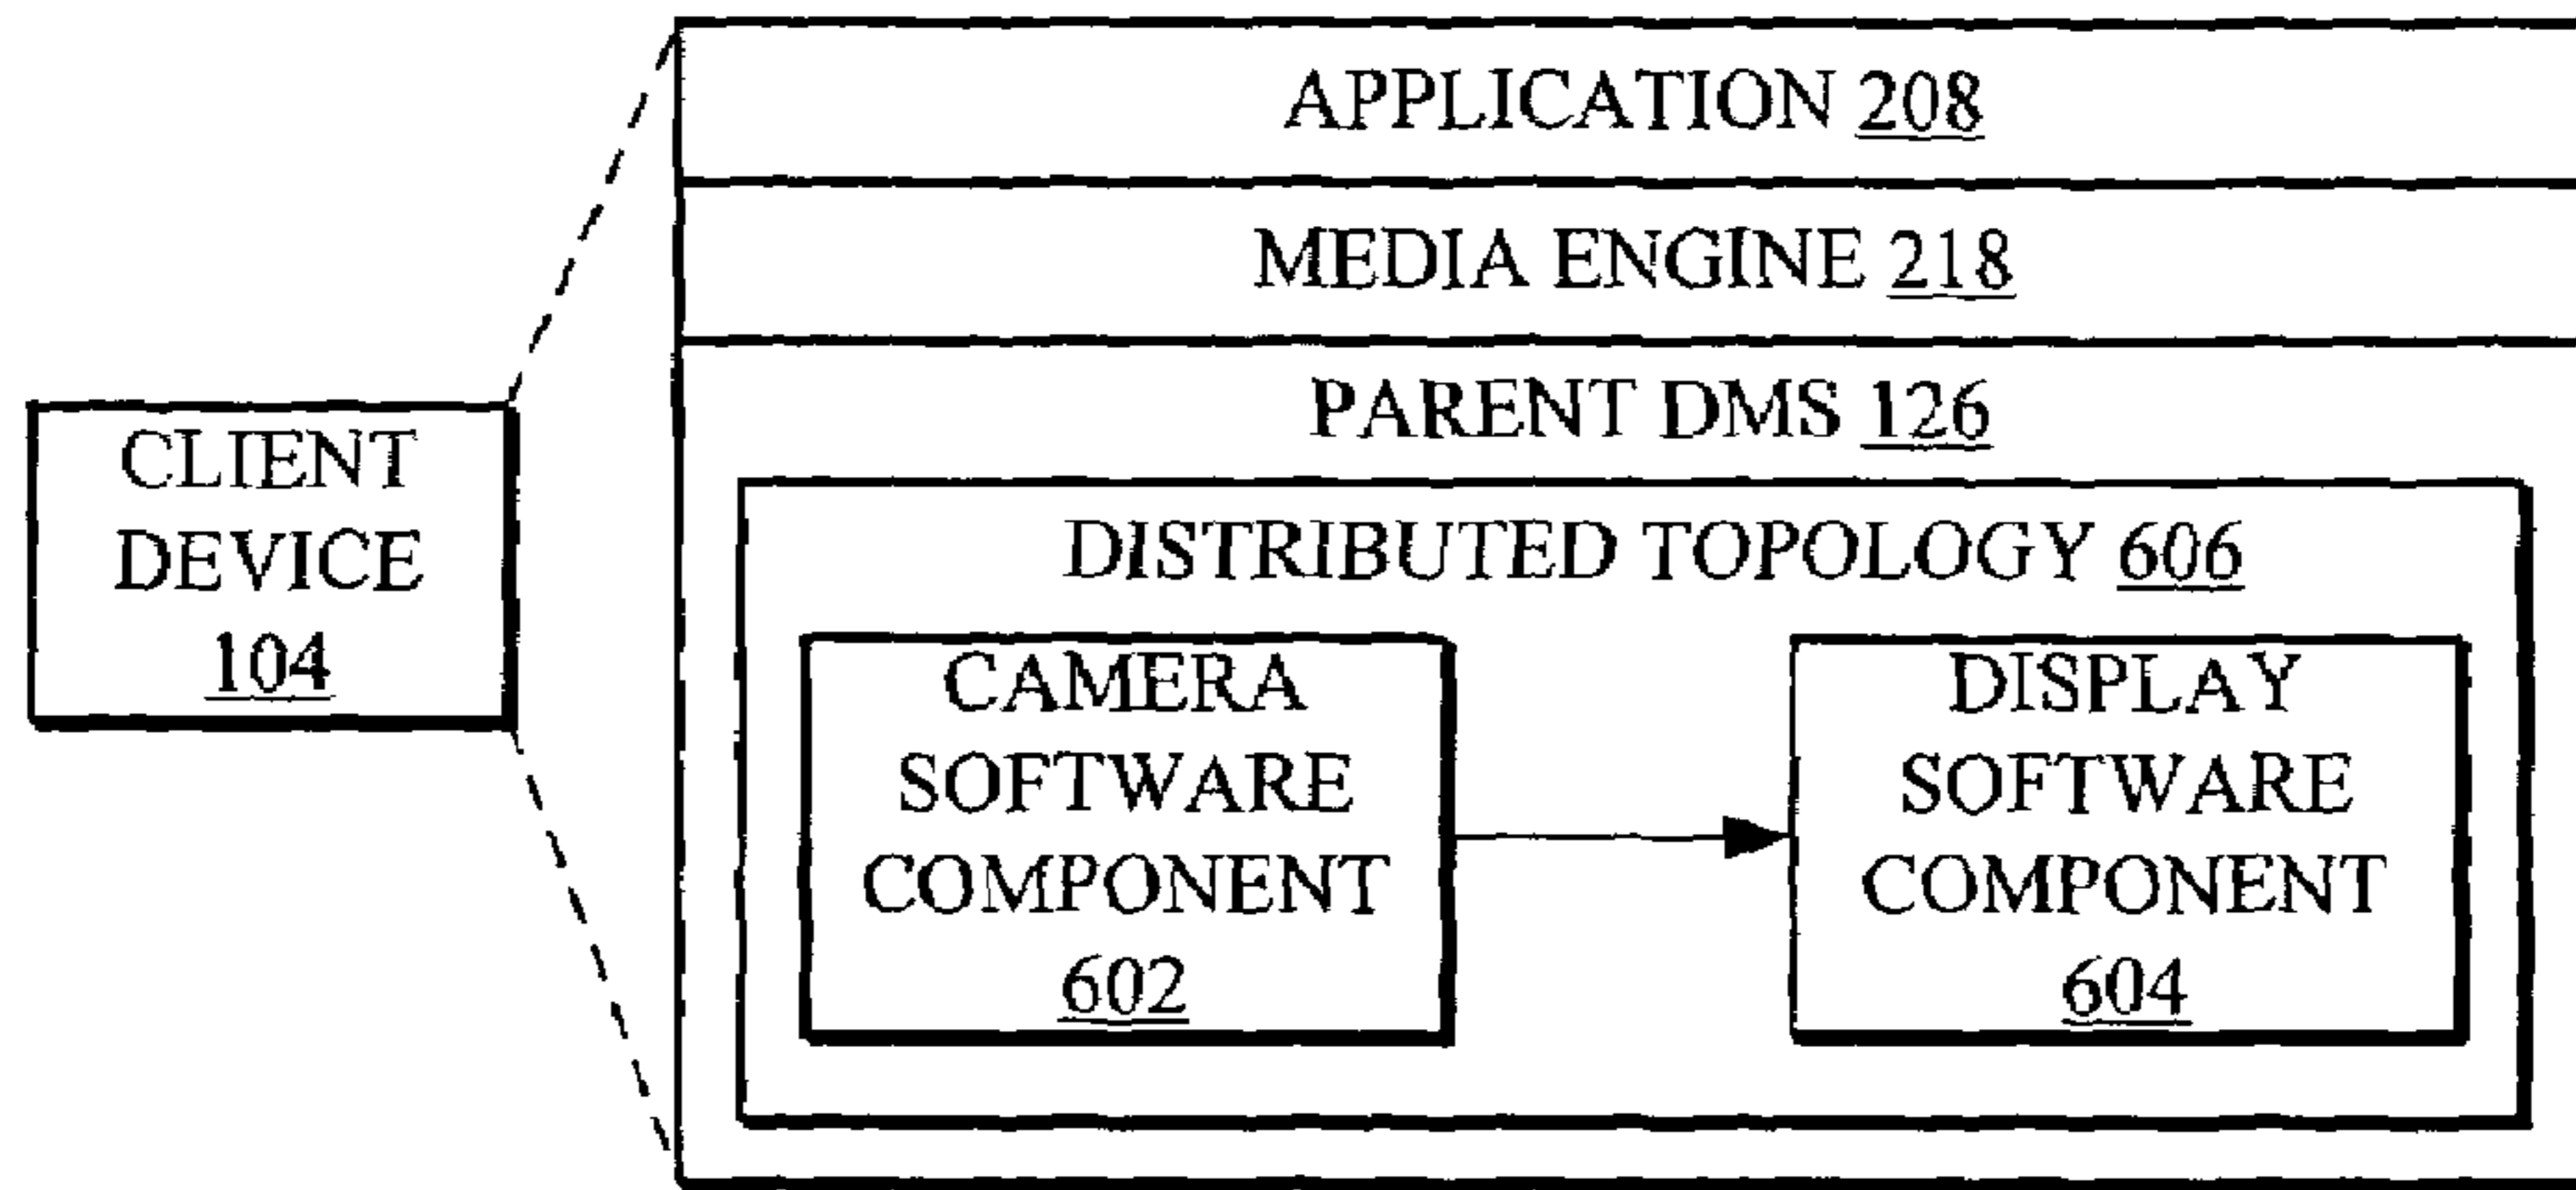 APPLICATION 208
MEDIA ENGINE 218
PARENT DMS 126
CLIENT
DEVICE
104
DISTRIBUTED TOPOLOGY 606
CAMERA
SOFTWARE
COMPONENT
602
DISPLAY
SOFTWARE
COMPONENT
604